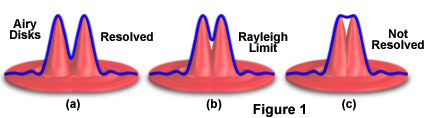 Airy
Disks
Resolved
Rayleigh
Limit
Not
Resolved
(a)
(b)
(c)
Figure 1